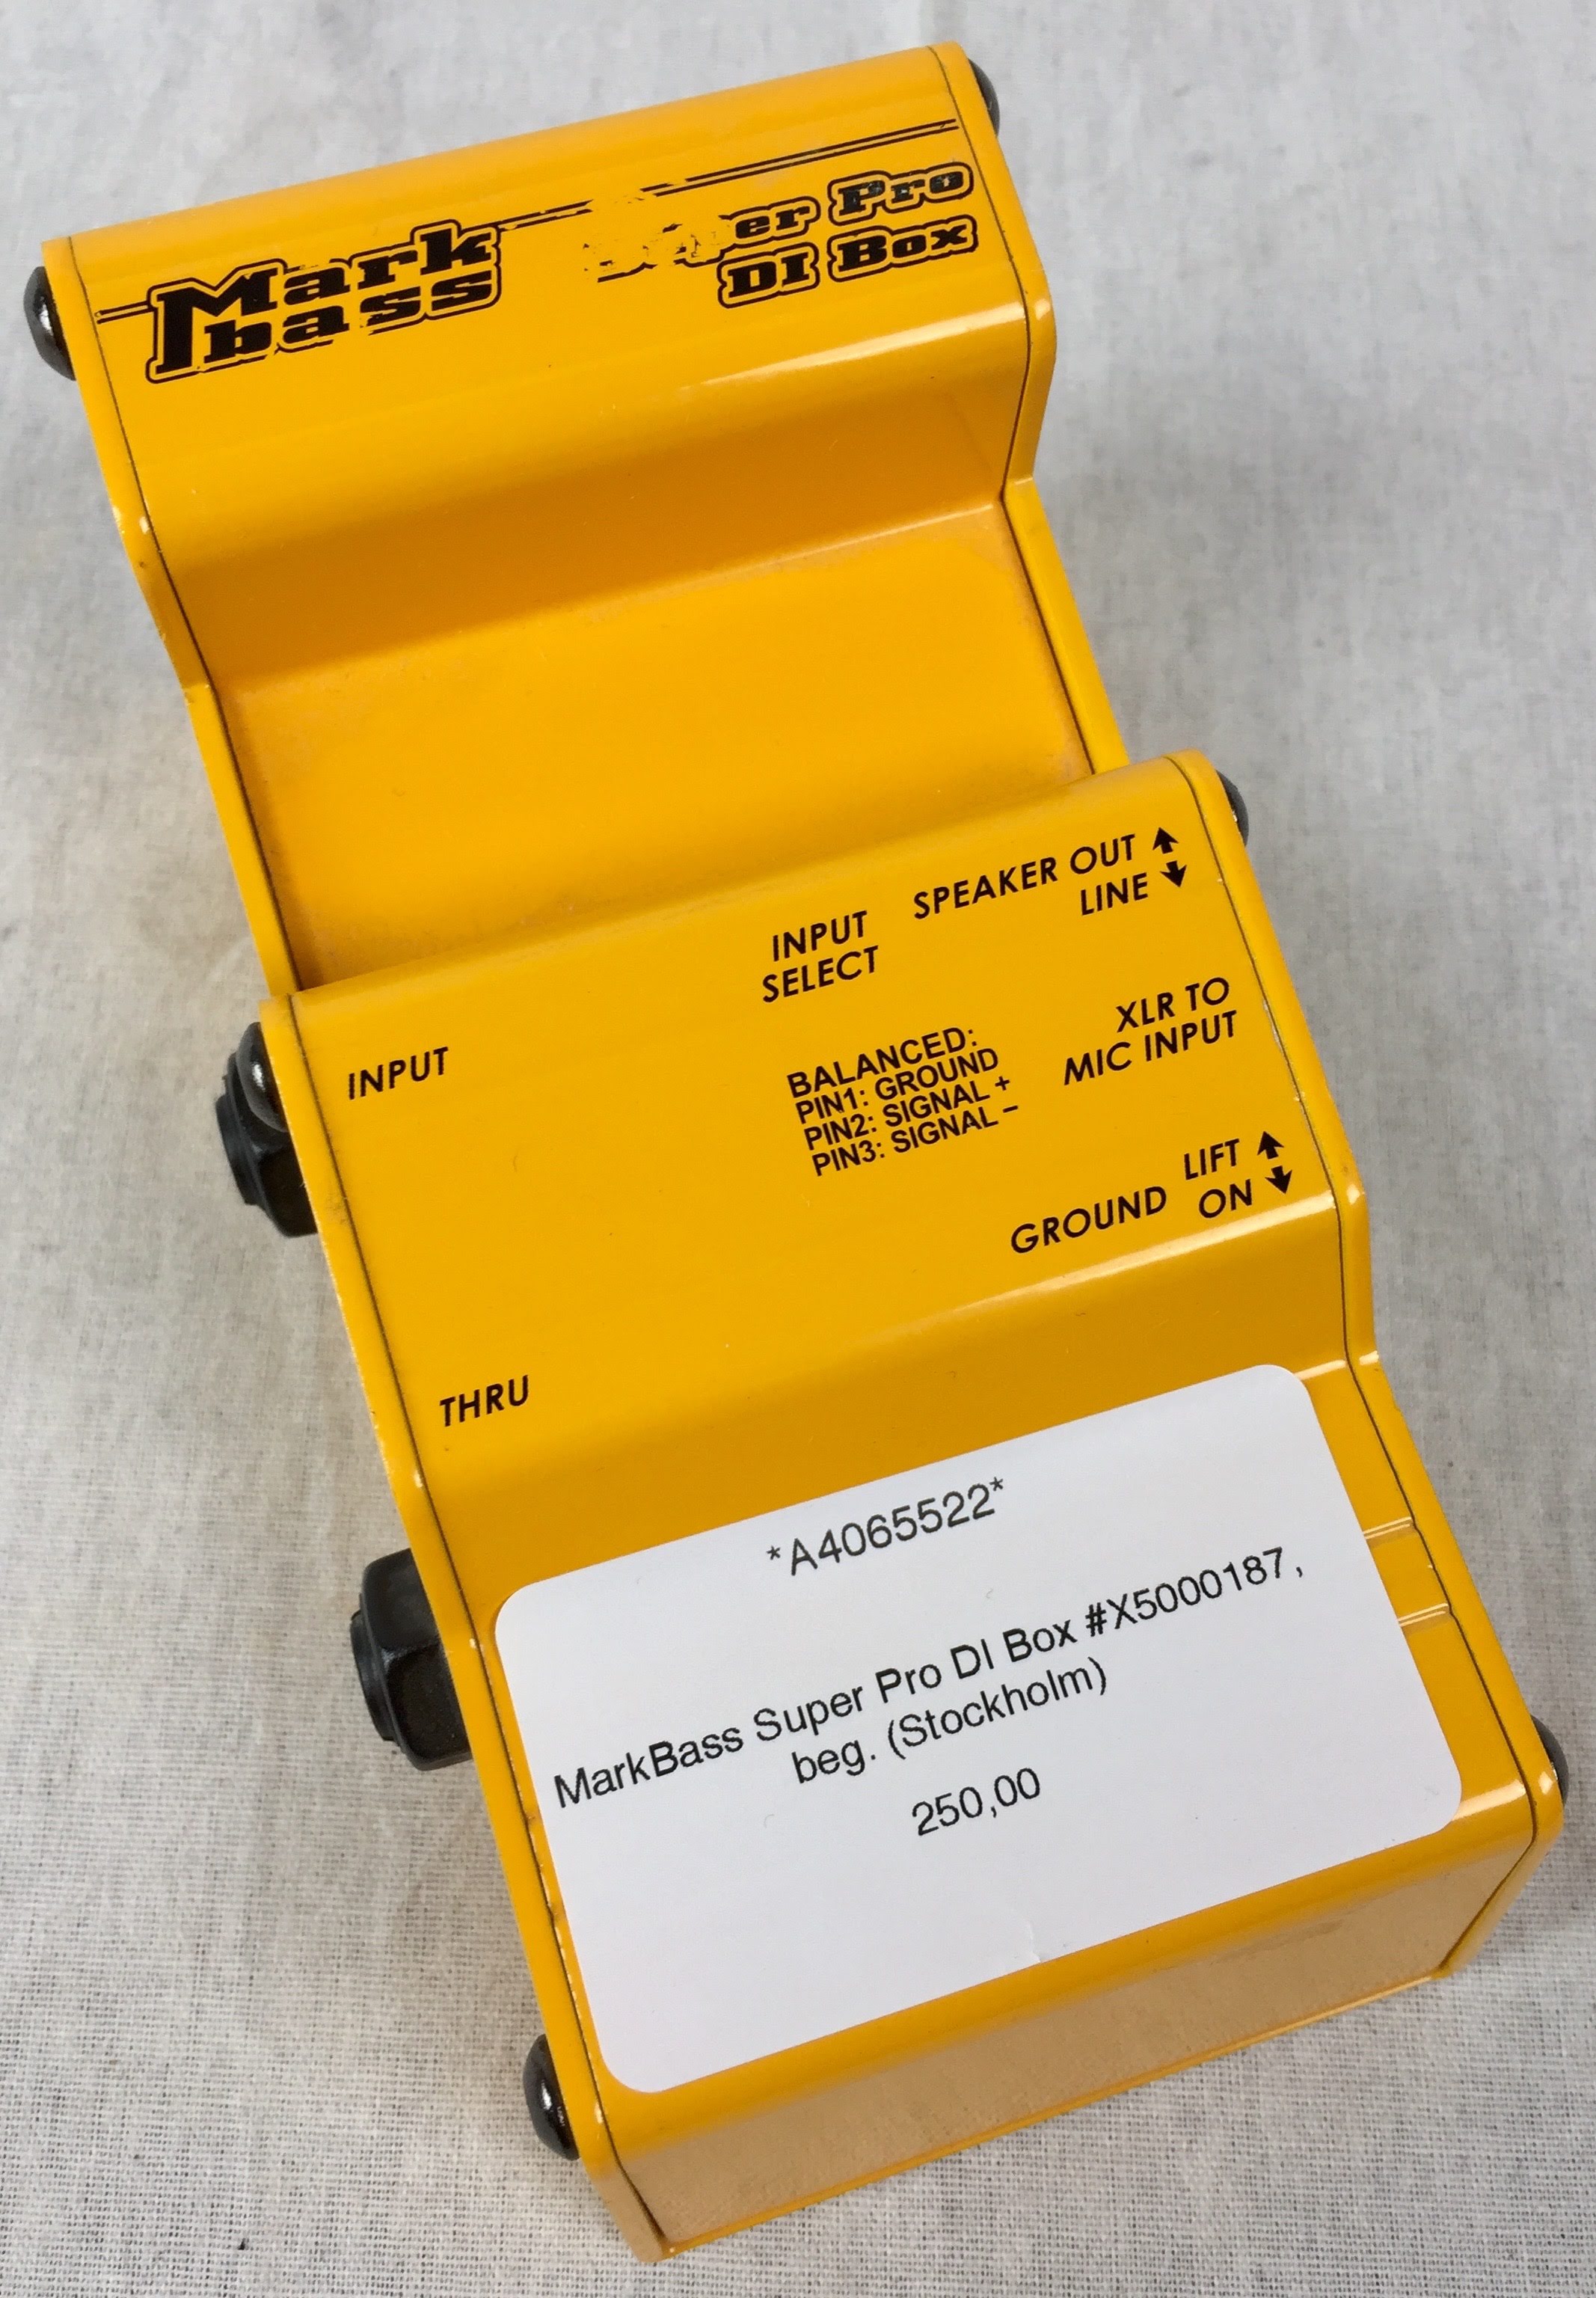 Mark
bass
Super Pro
DI Box
SPEAKER OUT
LINE
INPUT
SELECT
XLR TO
MIC INPUT
INPUT
BALANCED:
PIN1: GROUND
PIN2: SIGNAL +
PIN3: SIGNAL –
LIFT
GROUND ON
THRU
*A4065522*
MarkBass Super Pro DI Box #X5000187,
beg. (Stockholm)
250,00